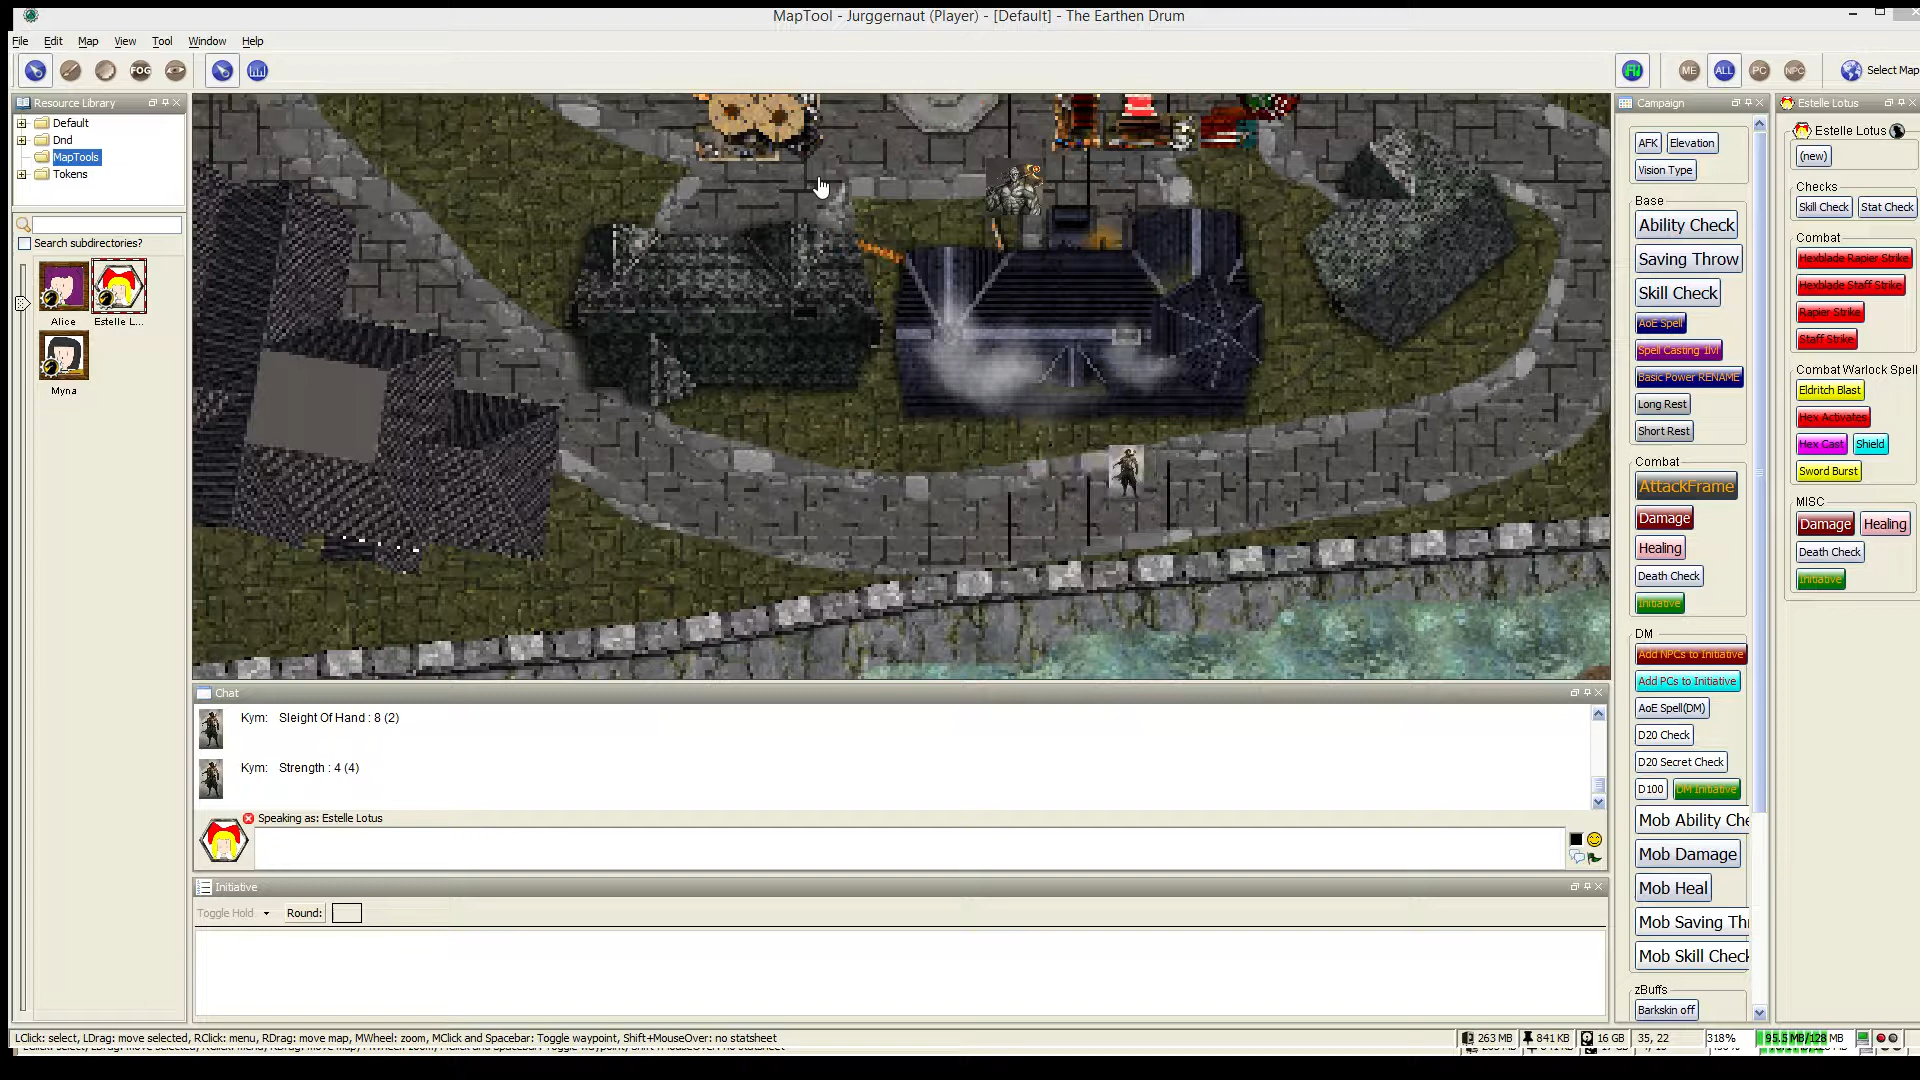 MapTool - Jurggernaut (Player) - [Default] - The Earthen Drum
File Edit Map View Tool Window Help
FOG
ME ALL PC NPC Select Map
Resource Library
Default
Dnd
MapTools
Tokens
Search subdirectories?
Alice
Estelle L...
Myna
Chat
Kym: Sleight Of Hand : 8 (2)
Kym: Strength : 4 (4)
Speaking as: Estelle Lotus
Initiative
Toggle Hold Round:
Campaign
AFK Elevation
Vision Type
Base
Ability Check
Saving Throw
Skill Check
AoE Spell
Spell Casting 1lvl
Basic Power RENAME
Long Rest
Short Rest
Combat
AttackFrame
Damage
Healing
Death Check
Initiative
DM
Add NPCs to Initiative
Add PCs to Initiative
AoE Spell(DM)
D20 Check
D20 Secret Check
D100 DM Initiative
Mob Ability Che
Mob Damage
Mob Heal
Mob Saving Thr
Mob Skill Check
zBuffs
Barkskin off
Estelle Lotus
Estelle Lotus
(new)
Checks
Skill Check Stat Check
Combat
Hexblade Rapier Strike
Hexblade Staff Strike
Rapier Strike
Staff Strike
Combat Warlock Spell
Eldritch Blast
Hex Activates
Hex Cast Shield
Sword Burst
MISC
Damage Healing
Death Check
Initiative
LClick: select, LDrag: move selected, RClick: menu, RDrag: move map, MWheel: zoom, MClick and Spacebar: Toggle waypoint, Shift+MouseOver: no statsheet
263 MB 841 KB 16 GB 35, 22 318% 95.5 MB/128 MB